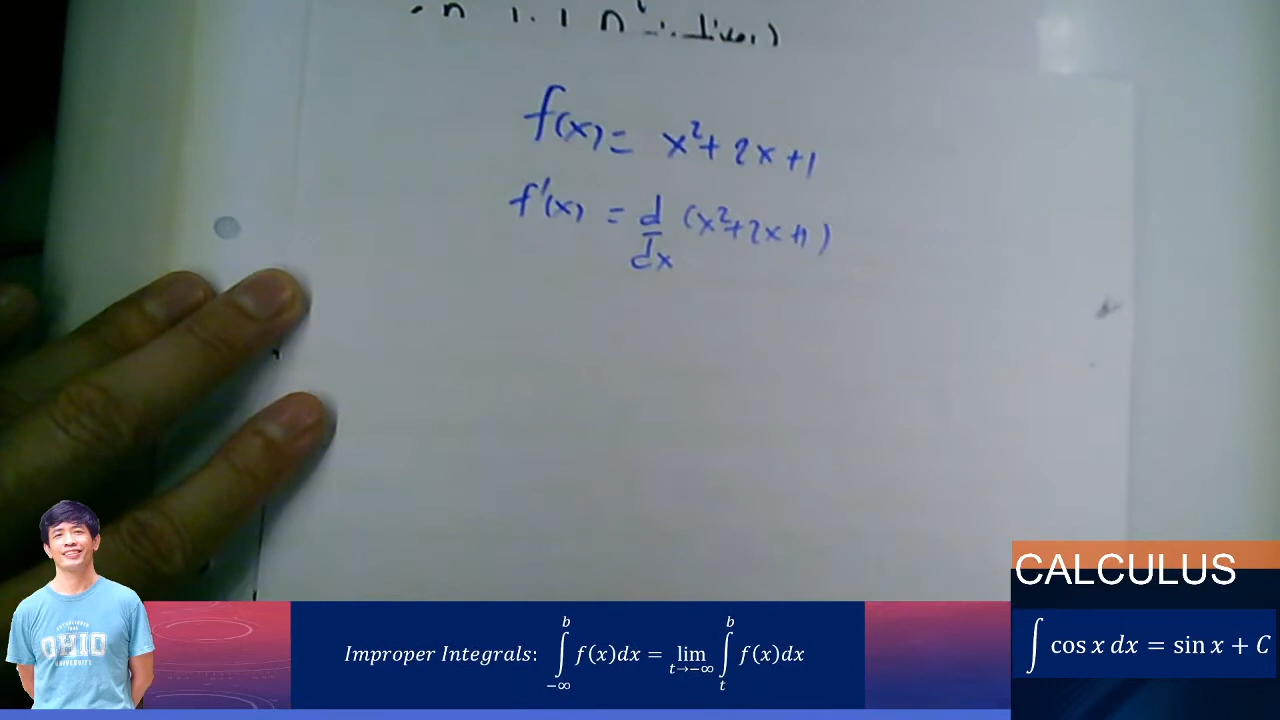 f(x) = x²+ 2x +1
f'(x) = d/dx (x²+2x+1)
OHIO
CALCULUS
Improper Integrals: ∫_{-∞}^{b} f(x)dx = lim_{t→-∞} ∫_{t}^{b} f(x)dx
∫ cos x dx = sin x + C